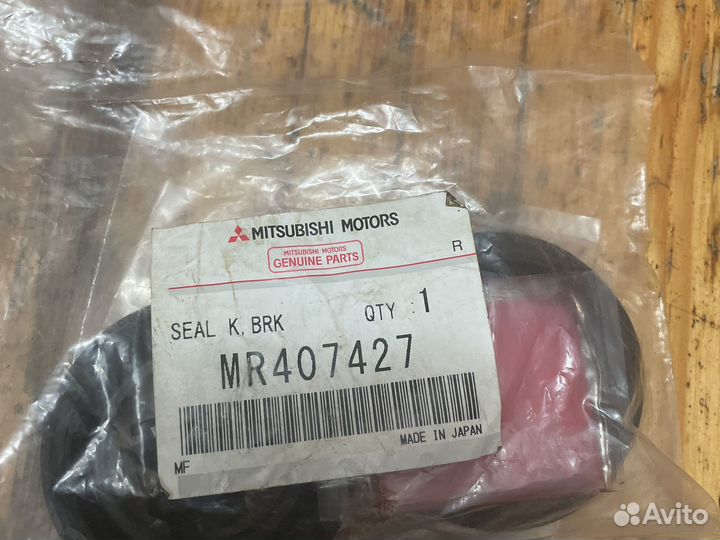 MITSUBISHI MOTORS
MITSUBISHI MOTORS
GENUINE PARTS
R
SEAL K, BRK QTY : 1
MR407427
MADE IN JAPAN
MF
Avito